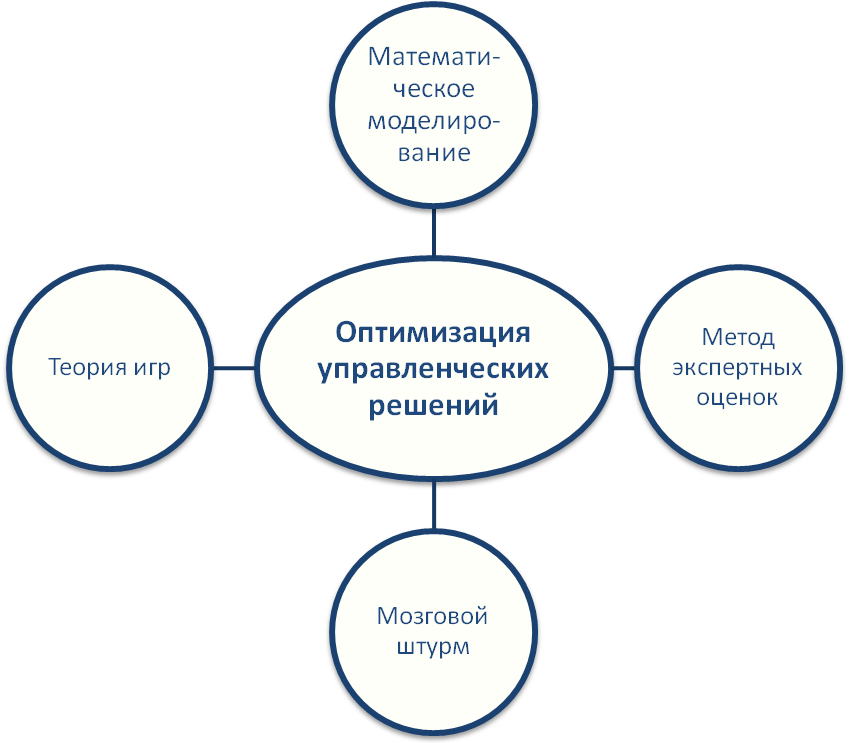 Математи-
ческое
моделиро-
вание
Теория игр
Оптимизация
управленческих
решений
Метод
экспертных
оценок
Мозговой
штурм